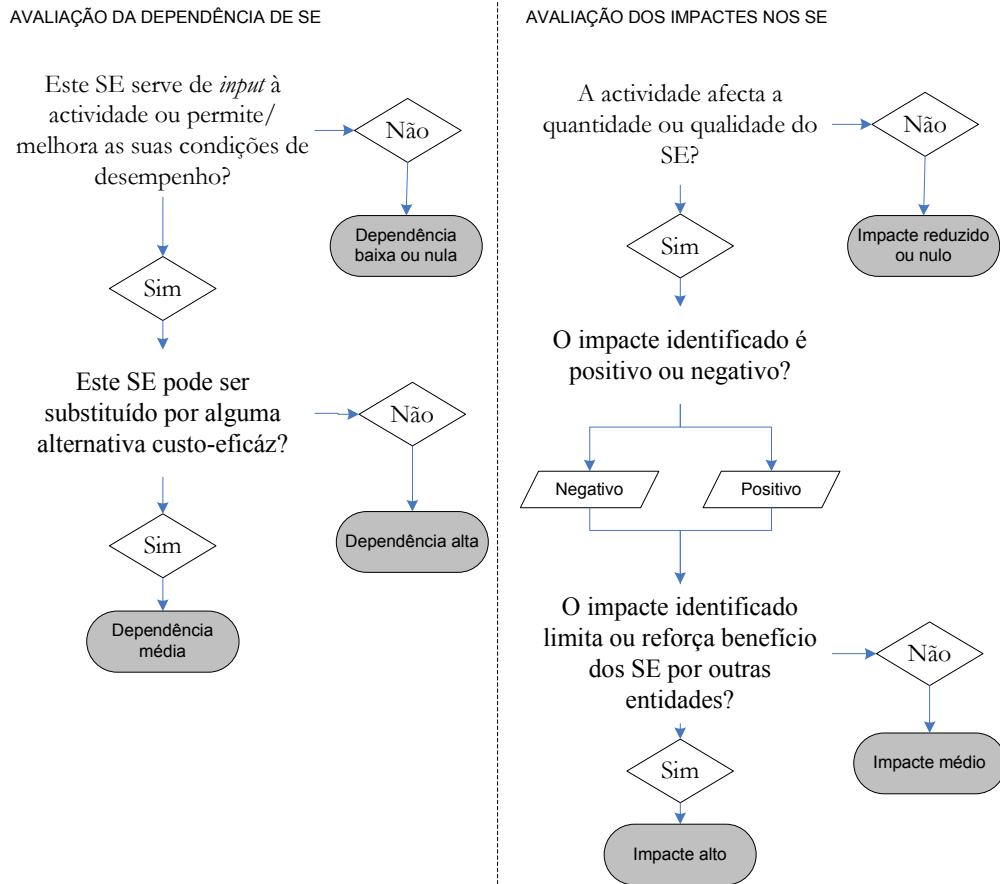 AVALIAÇÃO DA DEPENDÊNCIA DE SE
Este SE serve de input à
actividade ou permite/
melhora as suas condições de
desempenho?
Não
Dependência
baixa ou nula
Sim
Este SE pode ser
substituído por alguma
alternativa custo-eficáz?
Não
Dependência alta
Sim
Dependência
média
AVALIAÇÃO DOS IMPACTES NOS SE
A actividade afecta a
quantidade ou qualidade do
SE?
Não
Impacte reduzido
ou nulo
Sim
O impacte identificado é
positivo ou negativo?
Negativo
Positivo
O impacte identificado
limita ou reforça benefício
dos SE por outras
entidades?
Não
Impacte médio
Sim
Impacte alto